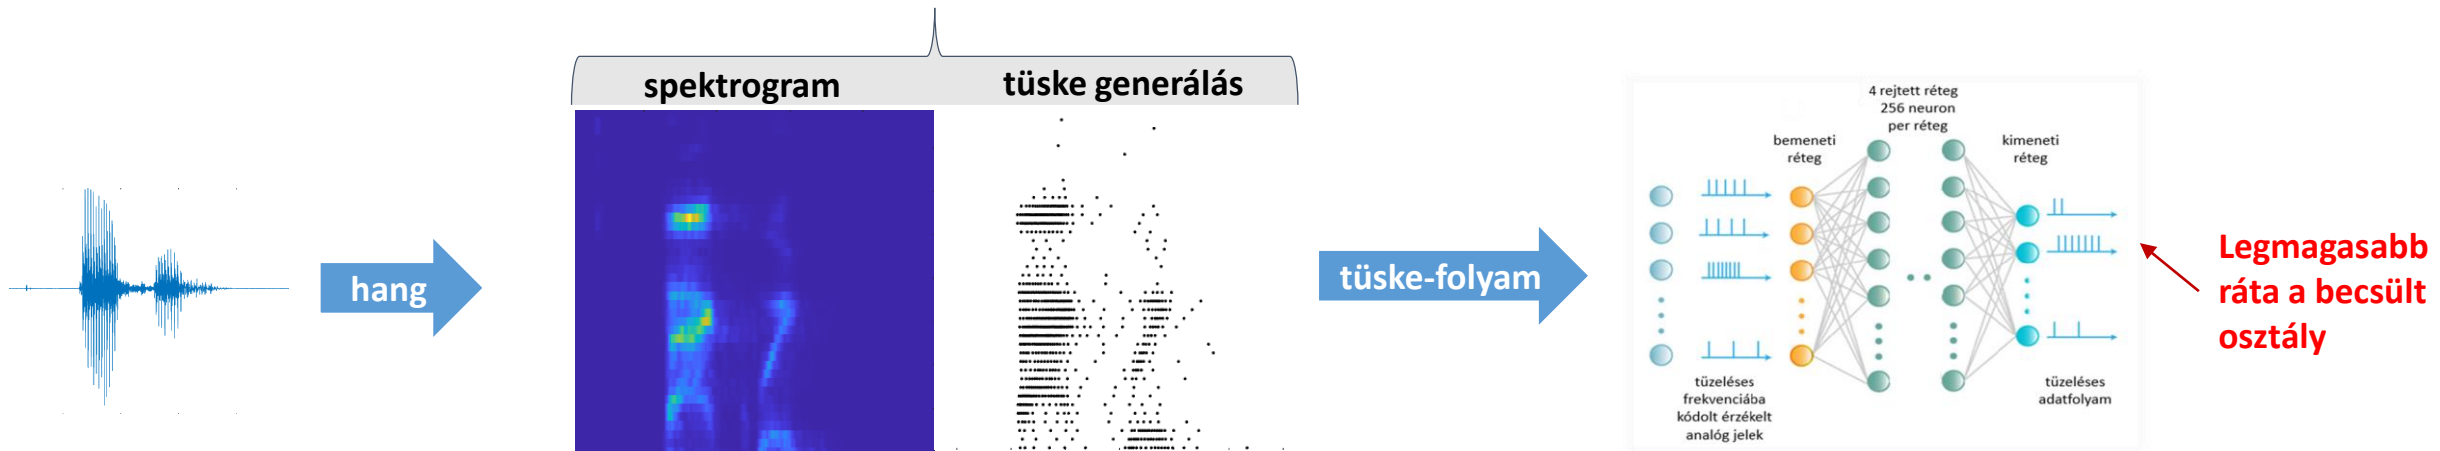 hang
spektrogram
tüske generálás
tüske-folyam
4 rejtett réteg
256 neuron
per réteg
bemeneti
réteg
kimeneti
réteg
tüzeléses
frekvenciába
kódolt érzékelt
analóg jelek
tüzeléses
adatfolyam
Legmagasabb
ráta a becsült
osztály